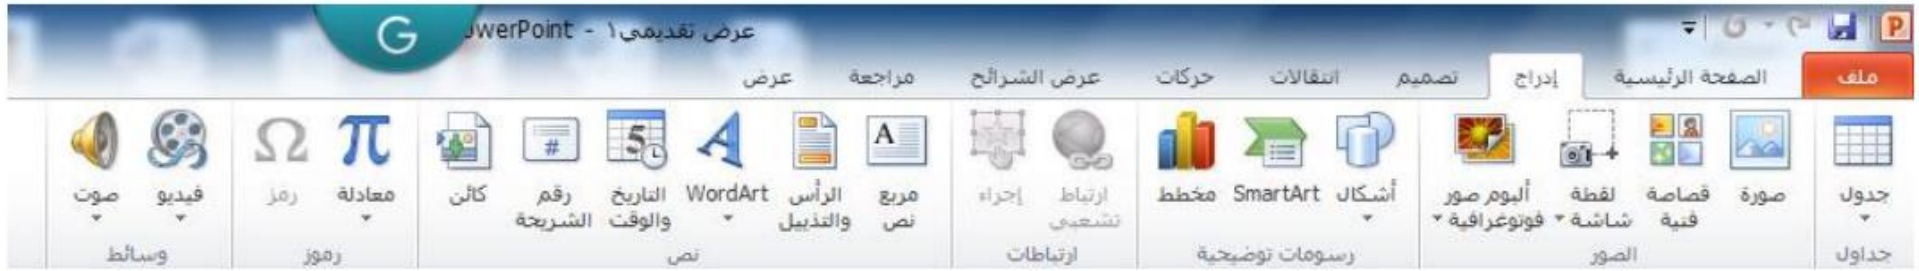 عرض تقديمي١ - PowerPoint
G
P
ملف
الصفحة الرئيسية
إدراج
تصميم
انتقالات
حركات
عرض الشرائح
مراجعة
عرض
جدول
جداول
صورة
قصاصة
فنية
لقطة
شاشة
ألبوم صور
فوتوغرافية
الصور
أشكال
SmartArt
مخطط
رسومات توضيحية
ارتباط
تشعبي
إجراء
ارتباطات
A
مربع
نص
الرأس
والتذييل
A
WordArt
5
التاريخ
والوقت
#
رقم
الشريحة
كائن
نص
π
معادلة
Ω
رمز
رموز
فيديو
صوت
وسائط